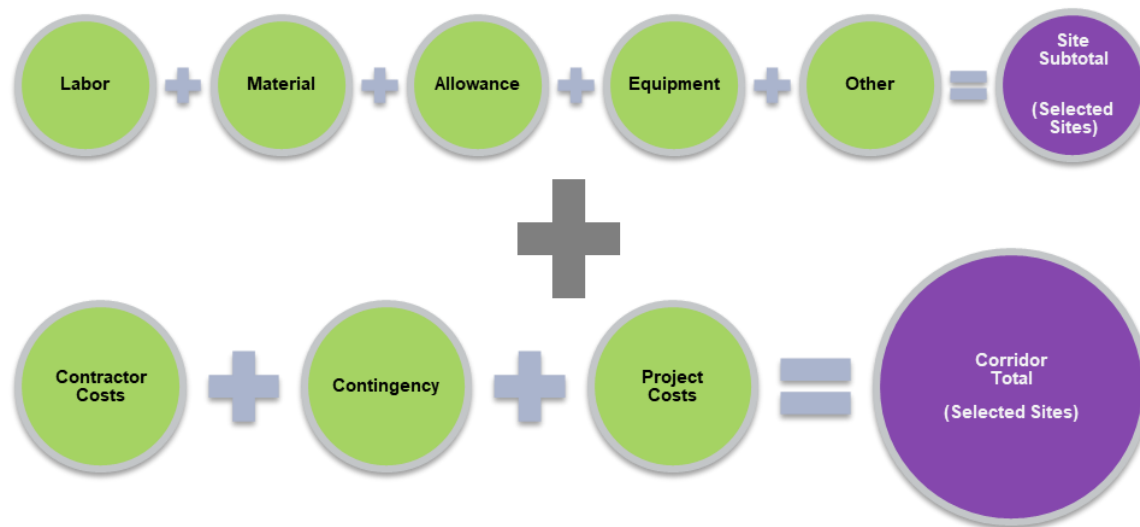 Labor
Material
Allowance
Equipment
Other
Site
Subtotal
(Selected
Sites)
Contractor
Costs
Contingency
Project
Costs
Corridor
Total
(Selected Sites)